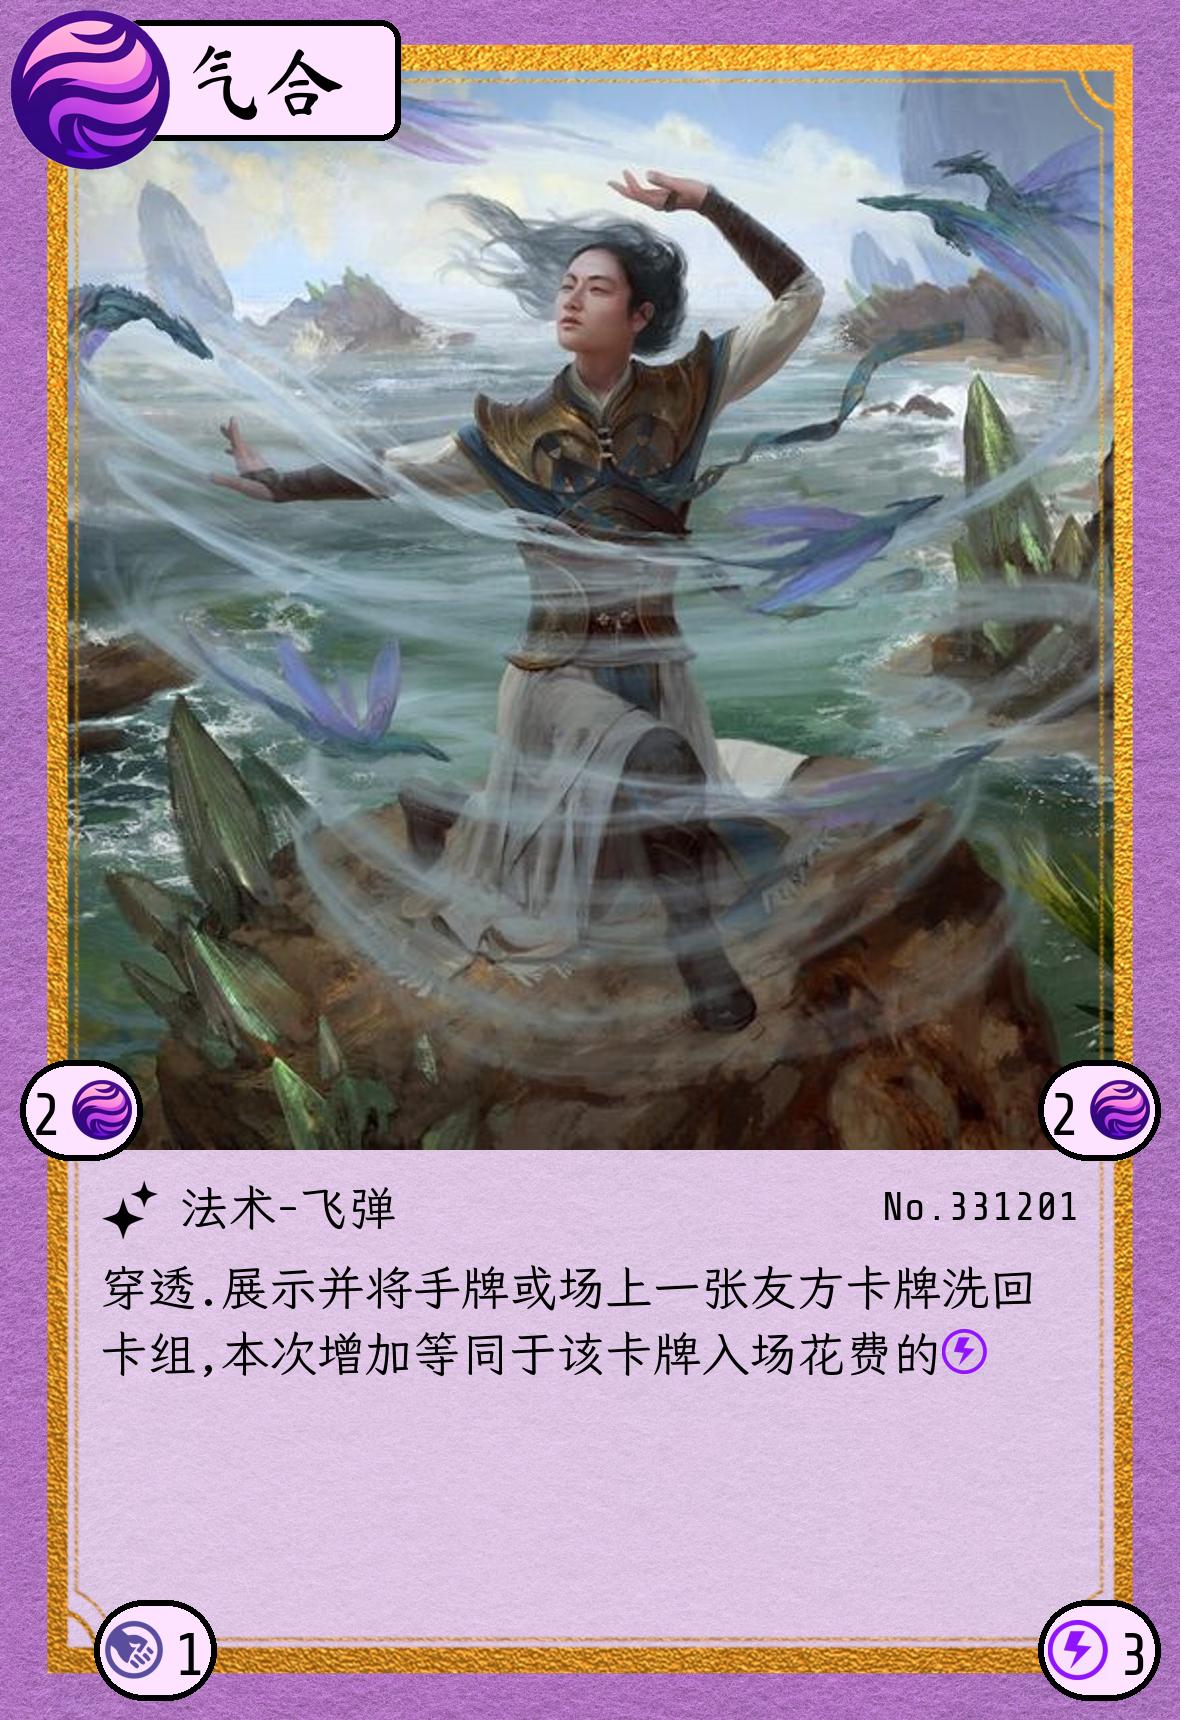 气合
2
2
法术-飞弹
No.331201
穿透.展示并将手牌或场上一张友方卡牌洗回
卡组,本次增加等同于该卡牌入场花费的
1
3